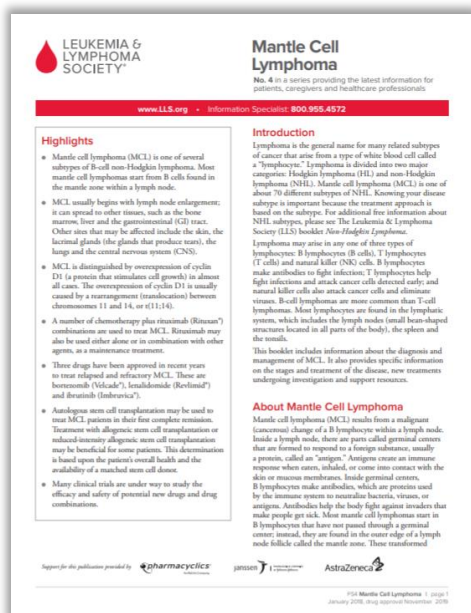 LEUKEMIA &
LYMPHOMA
SOCIETY®
Mantle Cell
Lymphoma
No. 4 in a series providing the latest information for
patients, caregivers and healthcare professionals
www.LLS.org • Information Specialist: 800.955.4572
Highlights
• Mantle cell lymphoma (MCL) is one of several
subtypes of B-cell non-Hodgkin lymphoma. Most
mantle cell lymphomas start from B cells found in
the mantle zone within a lymph node.
• MCL usually begins with lymph node enlargement;
it can spread to other tissues, such as the bone
marrow, liver and the gastrointestinal (GI) tract.
Other sites that may be affected include the skin, the
lacrimal glands (the glands that produce tears), the
lungs and the central nervous system (CNS).
• MCL is distinguished by overexpression of cyclin
D1 (a protein that stimulates cell growth) in almost
all cases. The overexpression of cyclin D1 is usually
caused by a rearrangement (translocation) between
chromosomes 11 and 14, or t(11;14).
• A number of chemotherapy plus rituximab (Rituxan®)
combinations are used to treat MCL. Rituximab may
also be used either alone or in combination with other
agents, as a maintenance treatment.
• Three drugs have been approved in recent years
to treat relapsed and refractory MCL. These are
bortezomib (Velcade®), lenalidomide (Revlimid®)
and ibrutinib (Imbruvica®).
• Autologous stem cell transplantation may be used to
treat MCL patients in their first complete remission.
Treatment with allogeneic stem cell transplantation or
reduced-intensity allogeneic stem cell transplantation
may be beneficial for some patients. This determination
is based upon the patient's overall health and the
availability of a matched stem cell donor.
• Many clinical trials are under way to study the
efficacy and safety of potential new drugs and drug
combinations.
Introduction
Lymphoma is the general name for many related subtypes
of cancer that arise from a type of white blood cell called
a "lymphocyte." Lymphoma is divided into two major
categories: Hodgkin lymphoma (HL) and non-Hodgkin
lymphoma (NHL). Mantle cell lymphoma (MCL) is one of
about 70 different subtypes of NHL. Knowing your disease
subtype is important because the treatment approach is
based on the subtype. For additional free information about
NHL subtypes, please see The Leukemia & Lymphoma
Society (LLS) booklet Non-Hodgkin Lymphoma.
Lymphoma may arise in any one of three types of
lymphocytes: B lymphocytes (B cells), T lymphocytes
(T cells) and natural killer (NK) cells. B lymphocytes
make antibodies to fight infection; T lymphocytes help
fight infections and attack cancer cells detected early; and
natural killer cells also attack cancer cells and eliminate
viruses. B-cell lymphomas are more common than T-cell
lymphomas. Most lymphocytes are found in the lymphatic
system, which includes the lymph nodes (small bean-shaped
structures located in all parts of the body), the spleen and
the tonsils.
This booklet includes information about the diagnosis and
management of MCL. It also provides specific information
on the stages and treatment of the disease, new treatments
undergoing investigation and support resources.
About Mantle Cell Lymphoma
Mantle cell lymphoma (MCL) results from a malignant
(cancerous) change of a B lymphocyte within a lymph node.
Inside a lymph node, there are parts called germinal centers
that are formed to respond to a foreign substance, usually
a protein, called an "antigen." Antigens create an immune
response when eaten, inhaled, or come into contact with the
skin or mucous membranes. Inside germinal centers,
B lymphocytes make antibodies, which are proteins used
by the immune system to neutralize bacteria, viruses, or
antigens. Antibodies help the body fight against invaders that
make people get sick. Most mantle cell lymphomas start in
B lymphocytes that have not passed through a germinal
center; instead, they are found in the outer edge of a lymph
node follicle called the mantle zone. These transformed
Support for this publication provided by
pharmacyclics
janssen
AstraZeneca
FS4 Mantle Cell Lymphoma I page 1
January 2018, drug approval November 2019